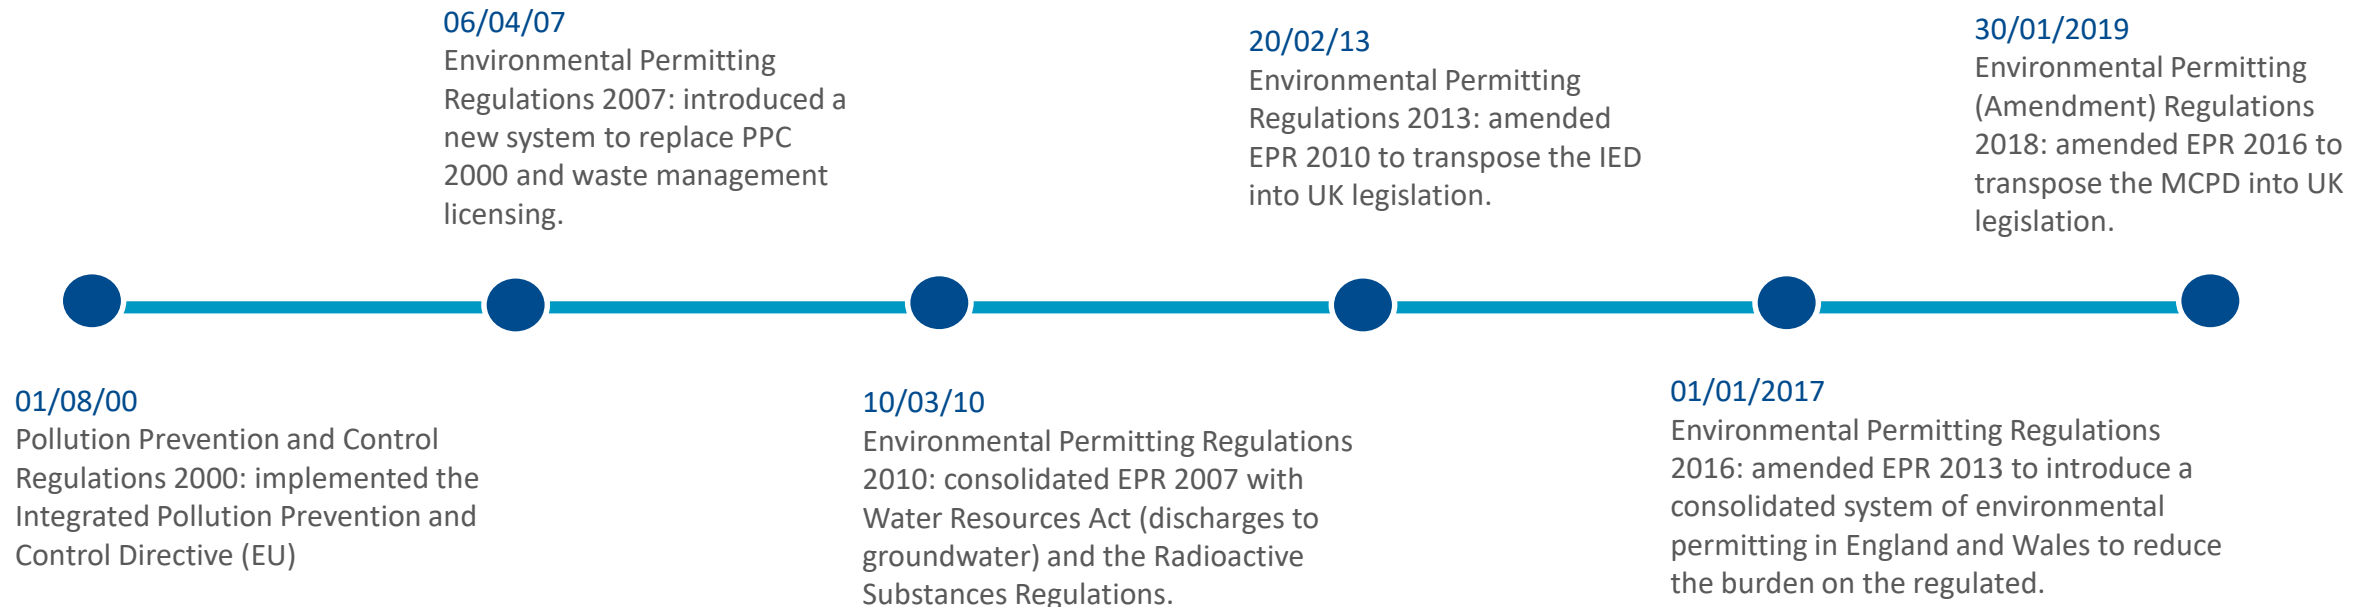 06/04/07
Environmental Permitting
Regulations 2007: introduced a
new system to replace PPC
2000 and waste management
licensing.
20/02/13
Environmental Permitting
Regulations 2013: amended
EPR 2010 to transpose the IED
into UK legislation.
30/01/2019
Environmental Permitting
(Amendment) Regulations
2018: amended EPR 2016 to
transpose the MCPD into UK
legislation.
01/08/00
Pollution Prevention and Control
Regulations 2000: implemented the
Integrated Pollution Prevention and
Control Directive (EU)
10/03/10
Environmental Permitting Regulations
2010: consolidated EPR 2007 with
Water Resources Act (discharges to
groundwater) and the Radioactive
Substances Regulations.
01/01/2017
Environmental Permitting Regulations
2016: amended EPR 2013 to introduce a
consolidated system of environmental
permitting in England and Wales to reduce
the burden on the regulated.